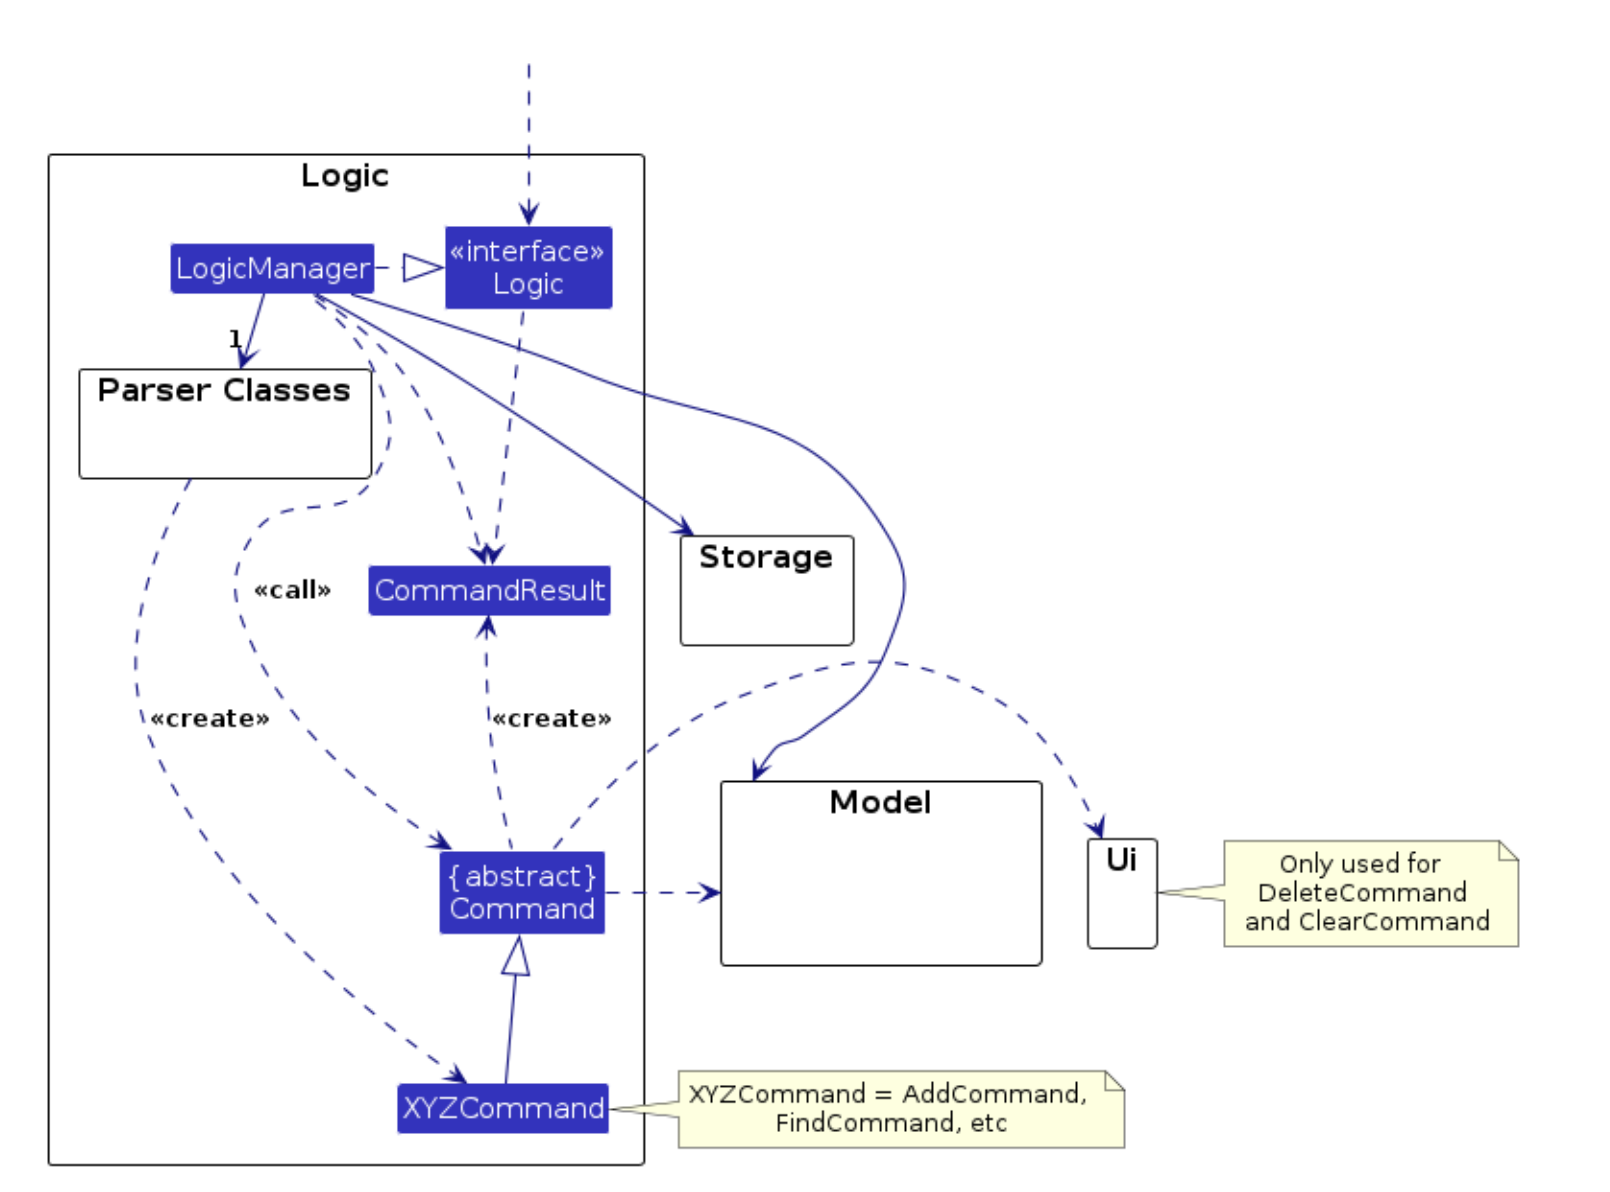 Logic
LogicManager
«interface»
Logic
1
Parser Classes
Storage
CommandResult
«call»
«create»
«create»
Model
Ui
Only used for
DeleteCommand
and ClearCommand
{abstract}
Command
XYZCommand
XYZCommand = AddCommand,
FindCommand, etc